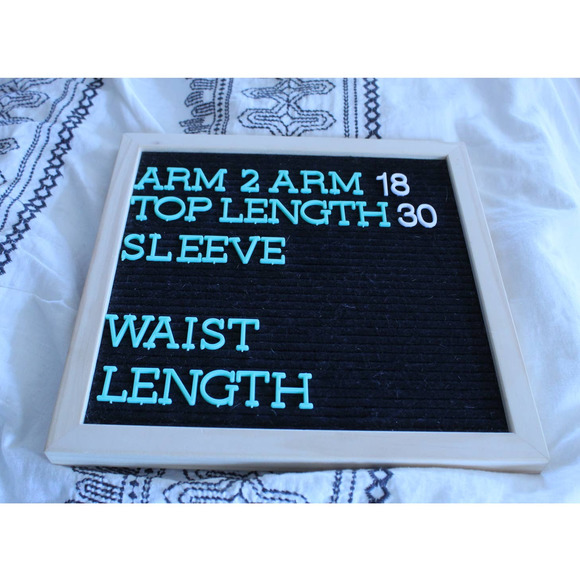 ARM 2 ARM 18
TOP LENGTH 30
SLEEVE
WAIST
LENGTH